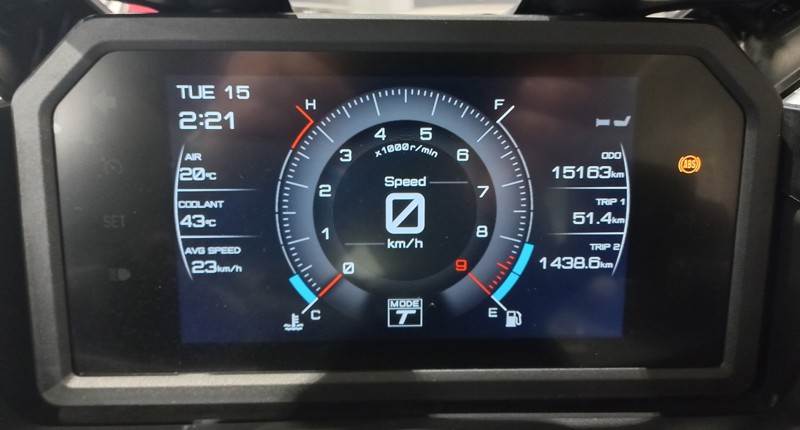 TUE 15
2:21
AIR
20°C
COOLANT
43°C
AVG SPEED
23km/h
H
F
0
1
2
3
4
5
6
7
8
9
x1000r/min
Speed
0
km/h
C
E
MODE
T
ODO
15163km
TRIP 1
51.4km
TRIP 2
1438.6km
ABS
SET